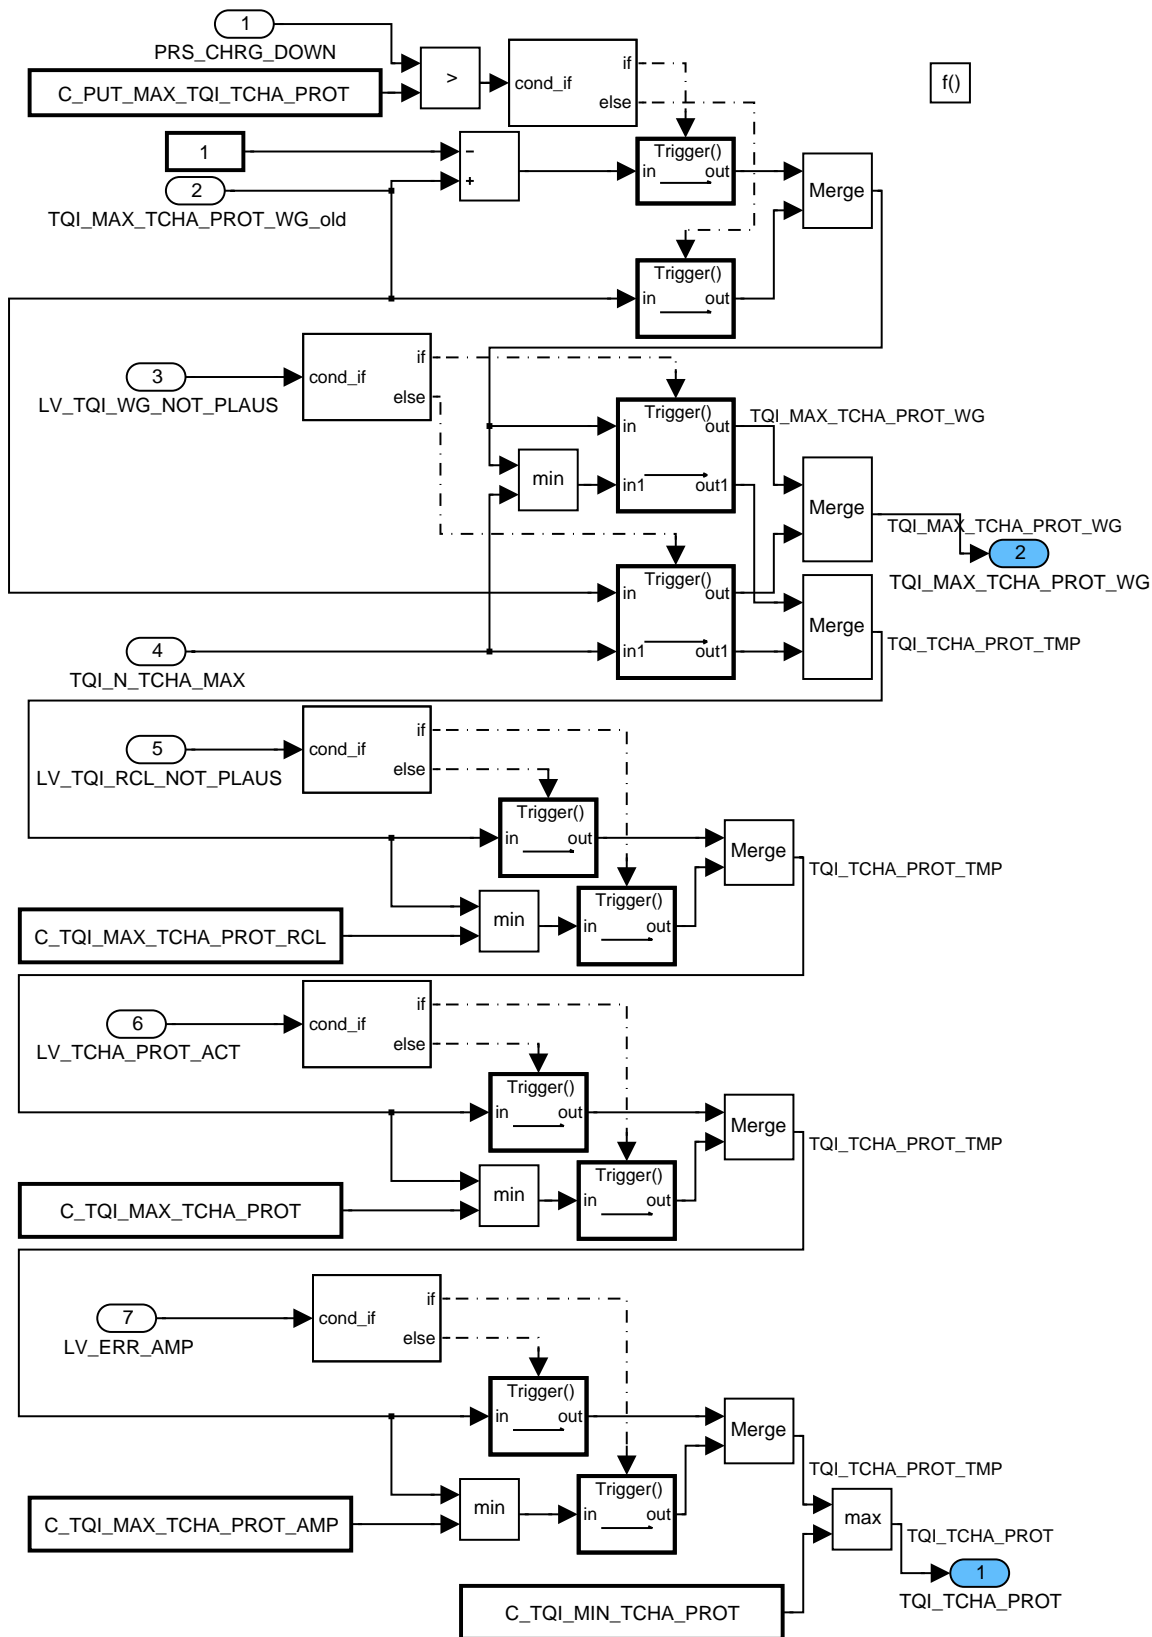 1
PRS_CHRG_DOWN
C_PUT_MAX_TQI_TCHA_PROT
>
cond_if
if
else
f()
1
2
TQI_MAX_TCHA_PROT_WG_old
−
+
Trigger()
in
out
Merge
Trigger()
in
out
3
LV_TQI_WG_NOT_PLAUS
cond_if
if
else
min
Trigger()
in
out
in1
out1
TQI_MAX_TCHA_PROT_WG
Merge
TQI_MAX_TCHA_PROT_WG
2
TQI_MAX_TCHA_PROT_WG
Trigger()
in
out
in1
out1
Merge
TQI_TCHA_PROT_TMP
4
TQI_N_TCHA_MAX
5
LV_TQI_RCL_NOT_PLAUS
cond_if
if
else
Trigger()
in
out
Merge
TQI_TCHA_PROT_TMP
C_TQI_MAX_TCHA_PROT_RCL
min
Trigger()
in
out
6
LV_TCHA_PROT_ACT
cond_if
if
else
Trigger()
in
out
Merge
TQI_TCHA_PROT_TMP
C_TQI_MAX_TCHA_PROT
min
Trigger()
in
out
7
LV_ERR_AMP
cond_if
if
else
Trigger()
in
out
Merge
TQI_TCHA_PROT_TMP
C_TQI_MAX_TCHA_PROT_AMP
min
Trigger()
in
out
max
TQI_TCHA_PROT
1
TQI_TCHA_PROT
C_TQI_MIN_TCHA_PROT